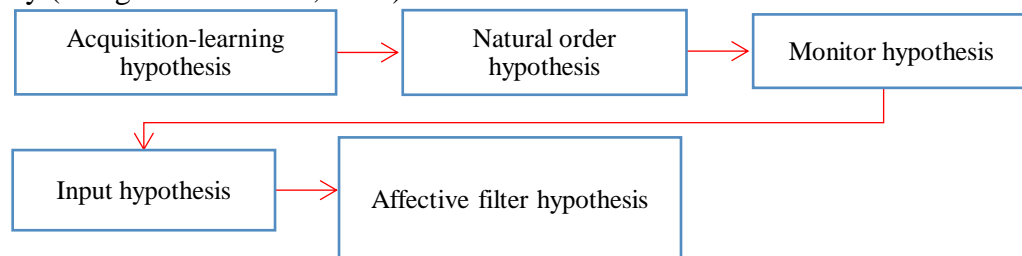 Acquisition-learning
hypothesis
Natural order
hypothesis
Monitor hypothesis
Input hypothesis
Affective filter hypothesis